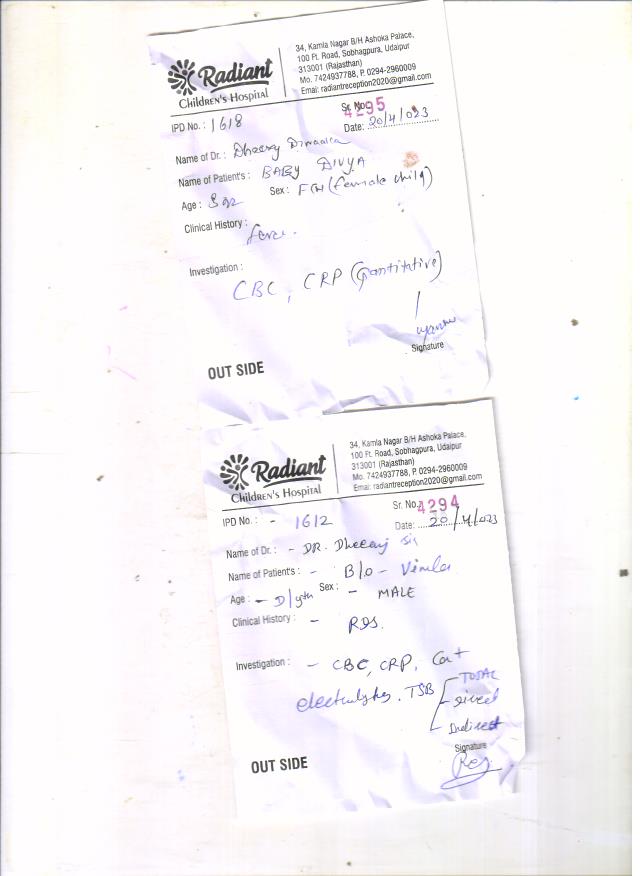 Radiant
Children's Hospital
34, Kamla Nagar B/H Ashoka Palace,
100 Ft. Road, Sobhagpura, Udaipur
313001 (Rajasthan)
Mo. 7424937788, P. 0294-2960009
Email: radiantreception2020@gmail.com
IPD No. : 1618
Sr. No. 4295
Date: 20/4/023
Name of Dr. : Dheeraj
Name of Patient's : BABY DIVYA
Age : Sex : FCH (female child)
Clinical History :
Investigation :
CBC, CRP (Quantitative)
Signature
OUT SIDE
Radiant
Children's Hospital
34, Kamla Nagar B/H Ashoka Palace,
100 Ft. Road, Sobhagpura, Udaipur
313001 (Rajasthan)
Mo. 7424937788, P. 0294-2960009
Email: radiantreception2020@gmail.com
IPD No. : - 1612
Sr. No. 4294
Date: 20/4/023
Name of Dr. : - DR. Dheeraj Sir
Name of Patient's : - B/o - Vimla
Age : - Sex : - MALE
Clinical History : - RDS.
Investigation : - CBC, CRP, Ca+
electrolytes. TSB
TOTAL
direct
Indirect
Signature
OUT SIDE